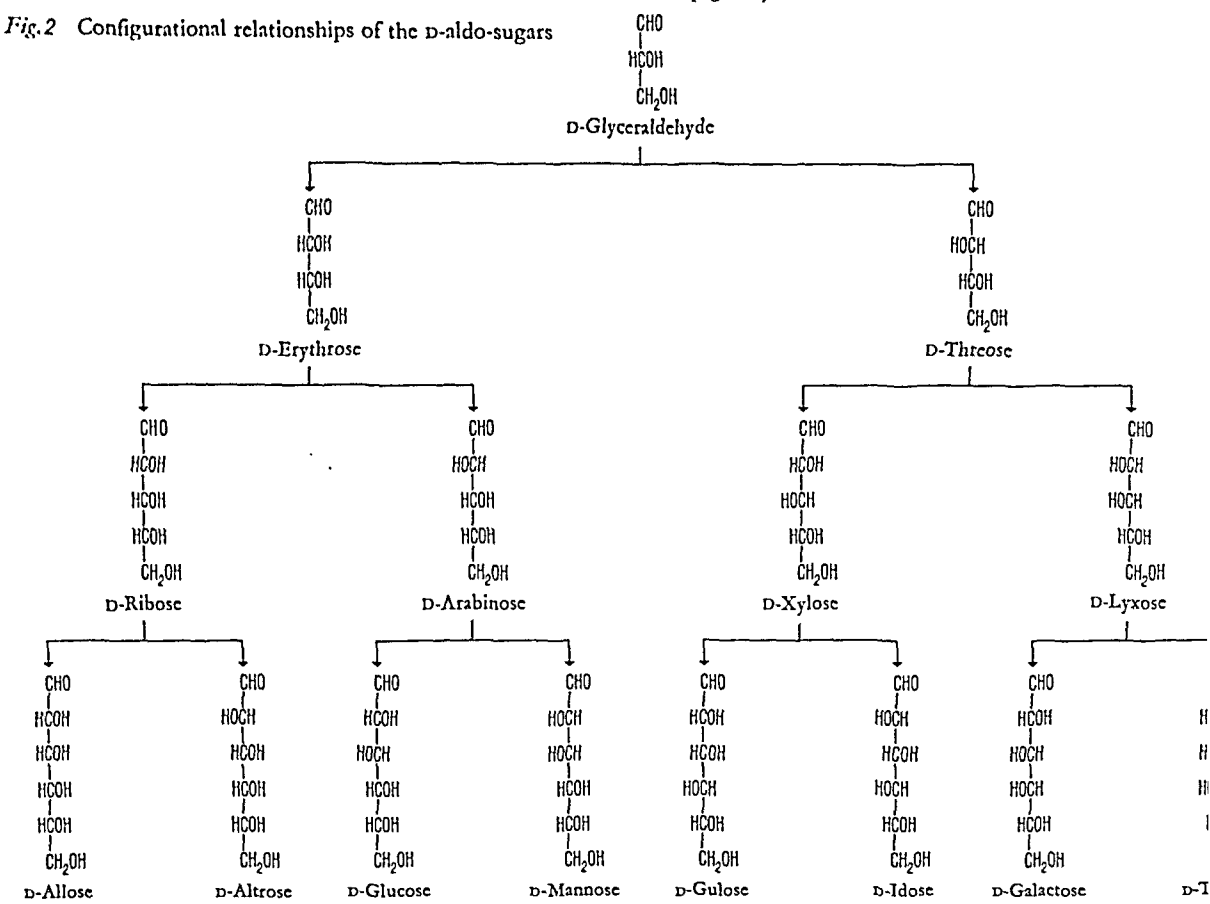 Fig.2 Configurational relationships of the D-aldo-sugars
CHO
HCOH
CH₂OH
D-Glyceraldehyde
CHO CHO
HCOH HOCH
HCOH HCOH
CH₂OH CH₂OH
D-Erythrose D-Threose
CHO CHO CHO CHO
HCOH HOCH HCOH HOCH
HCOH HCOH HOCH HOCH
HCOH HCOH HCOH HCOH
CH₂OH CH₂OH CH₂OH CH₂OH
D-Ribose D-Arabinose D-Xylose D-Lyxose
CHO CHO CHO CHO CHO CHO CHO
HCOH HOCH HCOH HOCH HCOH HOCH HCOH H
HCOH HCOH HOCH HOCH HCOH HCOH HOCH H
HCOH HCOH HCOH HCOH HOCH HOCH HOCH H
HCOH HCOH HCOH HCOH HCOH HCOH HCOH
CH₂OH CH₂OH CH₂OH CH₂OH CH₂OH CH₂OH CH₂OH
D-Allose D-Altrose D-Glucose D-Mannose D-Gulose D-Idose D-Galactose D-T